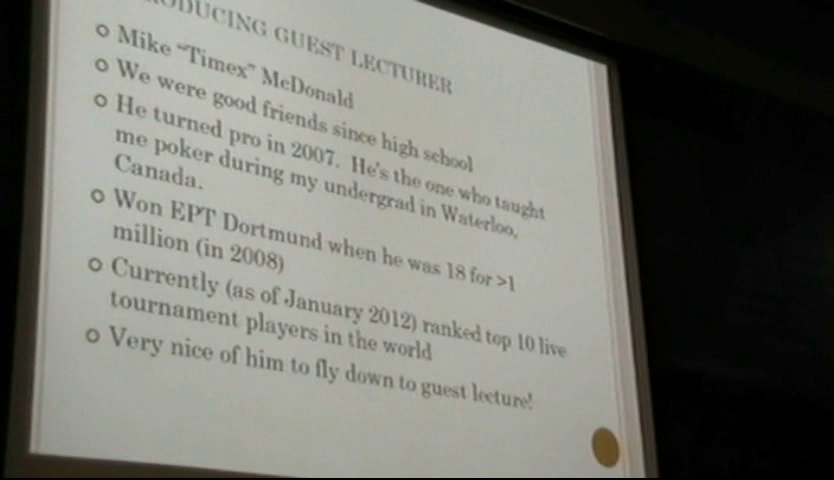 ODUCING GUEST LECTURER
Mike “Timex” McDonald
We were good friends since high school
He turned pro in 2007. He's the one who taught
me poker during my undergrad in Waterloo,
Canada.
Won EPT Dortmund when he was 18 for >1
million (in 2008)
Currently (as of January 2012) ranked top 10 live
tournament players in the world
Very nice of him to fly down to guest lecture!